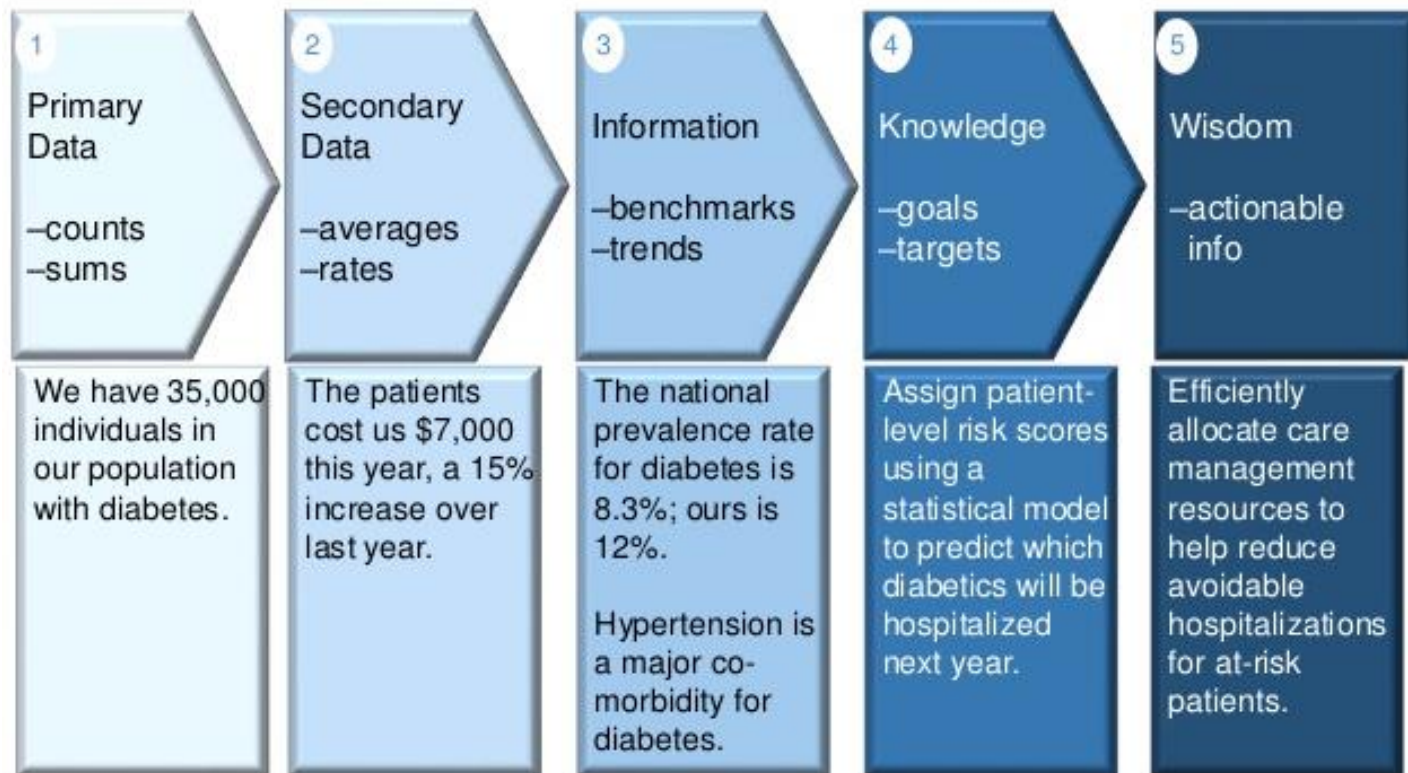 1
Primary
Data
–counts
–sums
We have 35,000
individuals in
our population
with diabetes.
2
Secondary
Data
–averages
–rates
The patients
cost us $7,000
this year, a 15%
increase over
last year.
3
Information
–benchmarks
–trends
The national
prevalence rate
for diabetes is
8.3%; ours is
12%.
Hypertension is
a major co-
morbidity for
diabetes.
4
Knowledge
–goals
–targets
Assign patient-
level risk scores
using a
statistical model
to predict which
diabetics will be
hospitalized
next year.
5
Wisdom
–actionable
info
Efficiently
allocate care
management
resources to
help reduce
avoidable
hospitalizations
for at-risk
patients.